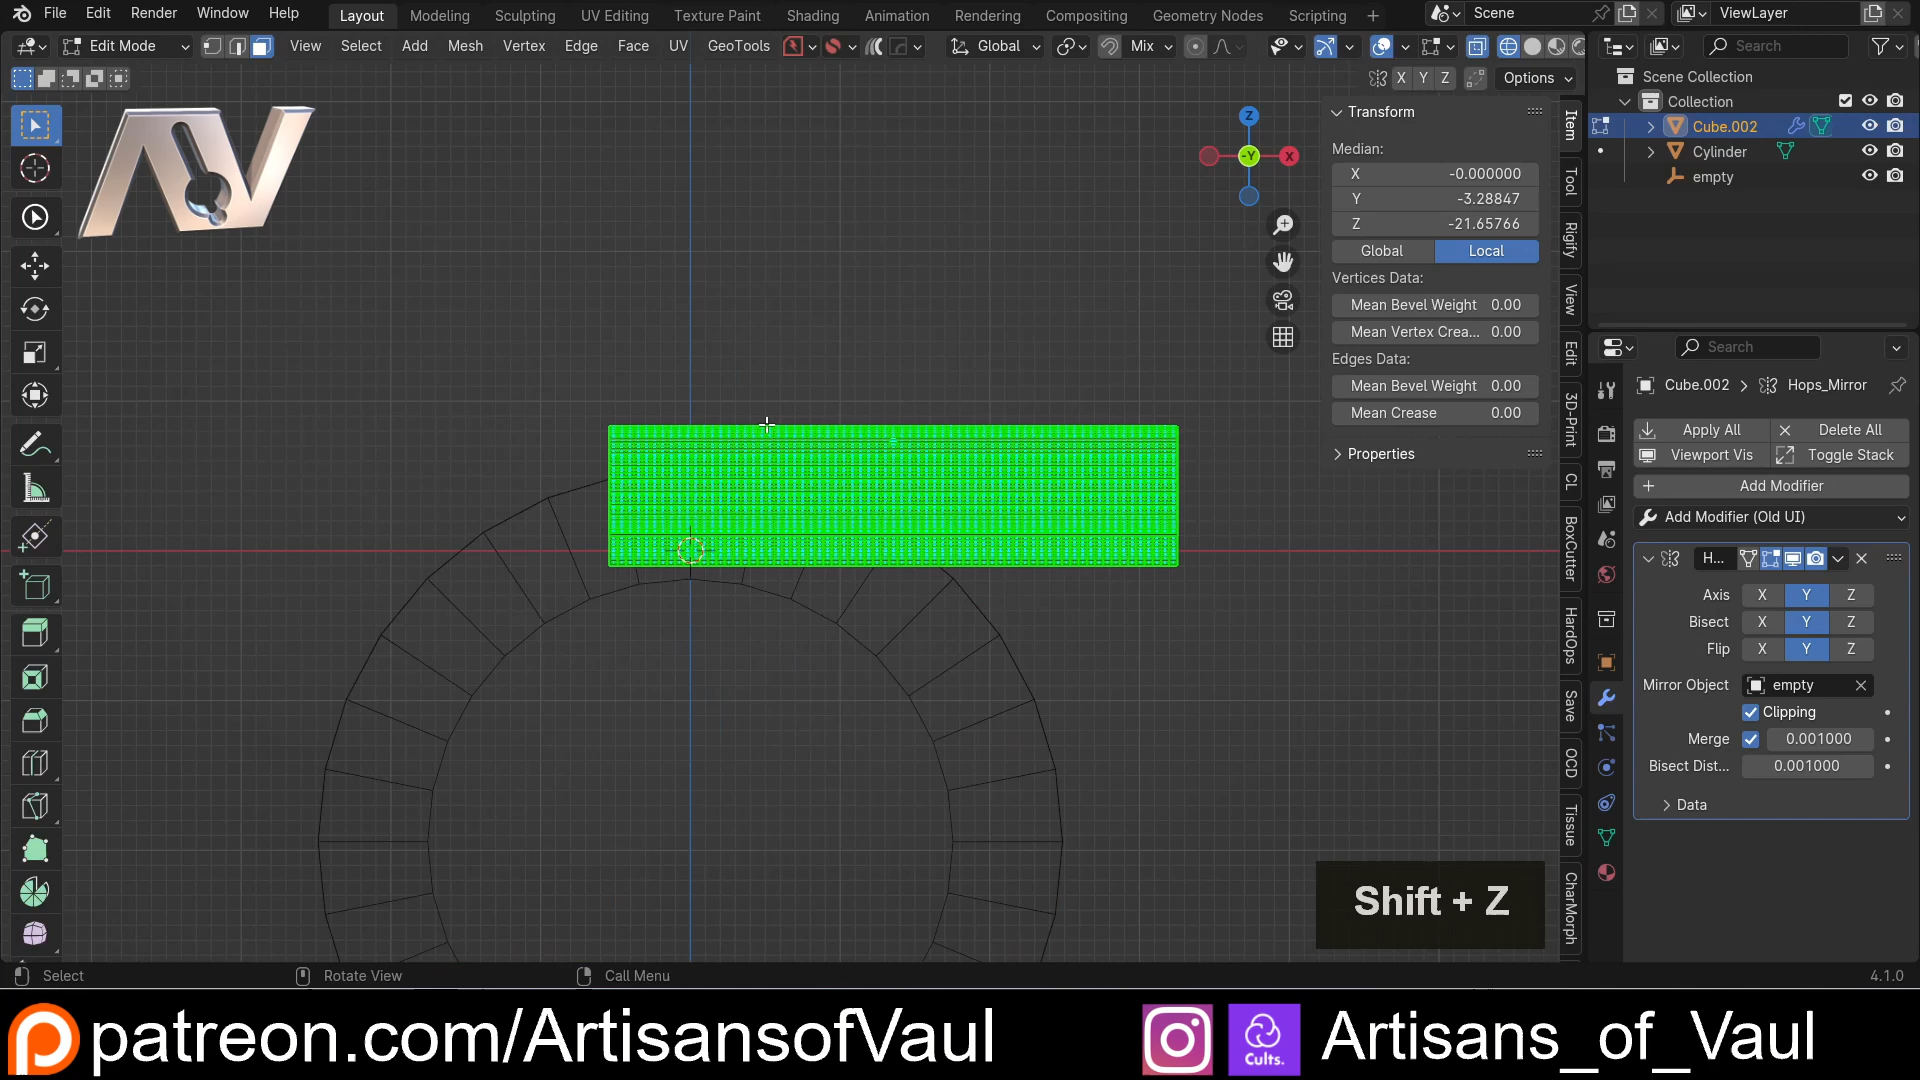 File Edit Render Window Help Layout Modeling Sculpting UV Editing Texture Paint Shading Animation Rendering Compositing Geometry Nodes Scripting + Scene ViewLayer
Edit Mode View Select Add Mesh Vertex Edge Face UV GeoTools Global Mix Search
X Y Z Options
Scene Collection
Collection
Cube.002
Cylinder
empty
AV
Z
-Y X
Transform
Median:
X -0.000000
Y -3.28847
Z -21.65766
Global Local
Vertices Data:
Mean Bevel Weight 0.00
Mean Vertex Crea... 0.00
Edges Data:
Mean Bevel Weight 0.00
Mean Crease 0.00
Properties
Item
Tool
Rigify
View
Edit
3D-Print
CL
BoxCutter
HardOps
Save
OCD
Tissue
CharMorph
Search
Cube.002 > Hops_Mirror
Apply All Delete All
Viewport Vis Toggle Stack
Add Modifier
Add Modifier (Old UI)
H...
Axis X Y Z
Bisect X Y Z
Flip X Y Z
Mirror Object empty
Clipping
Merge 0.001000
Bisect Dist... 0.001000
Data
Shift + Z
Select Rotate View Call Menu 4.1.0
patreon.com/ArtisansofVaul Cults. Artisans_of_Vaul